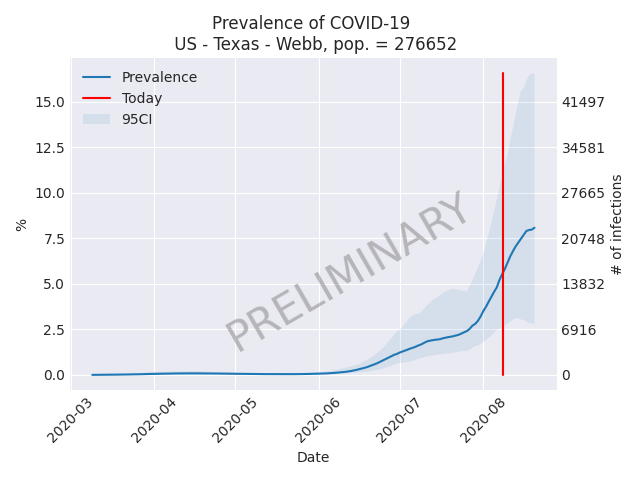 Prevalence of COVID-19
US - Texas - Webb, pop. = 276652
Prevalence
Today
95CI
15.0
12.5
10.0
7.5
5.0
2.5
0.0
%
41497
34581
27665
20748
13832
6916
0
# of infections
PRELIMINARY
2020-03
2020-04
2020-05
2020-06
2020-07
2020-08
Date